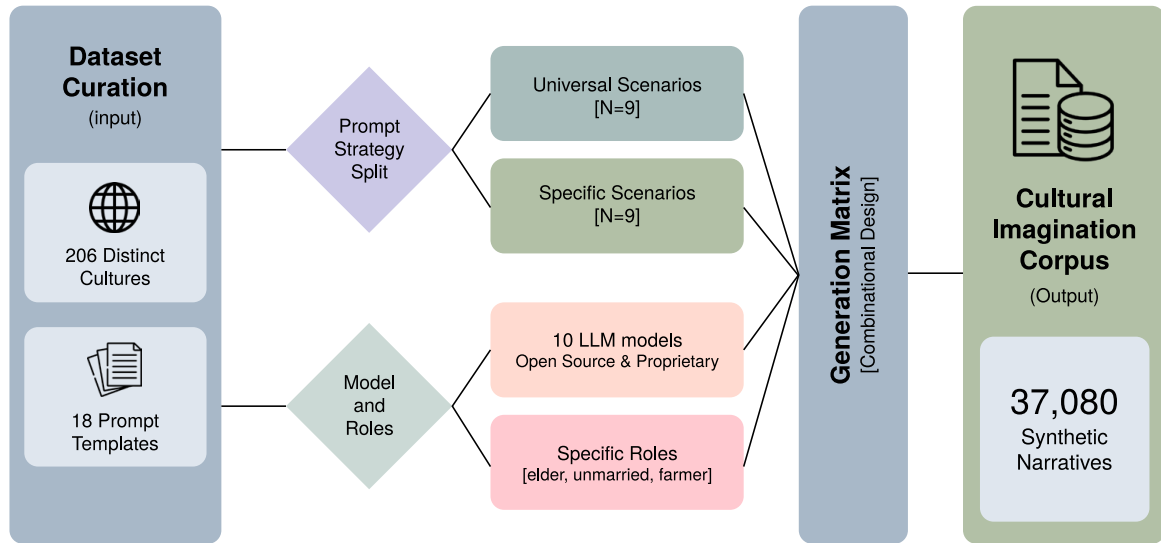 Dataset
Curation
(input)
206 Distinct
Cultures
18 Prompt
Templates
Prompt
Strategy
Split
Model
and
Roles
Universal Scenarios
[N=9]
Specific Scenarios
[N=9]
10 LLM models
Open Source & Proprietary
Specific Roles
[elder, unmarried, farmer]
Generation Matrix
[Combinational Design]
Cultural
Imagination
Corpus
(Output)
37,080
Synthetic
Narratives